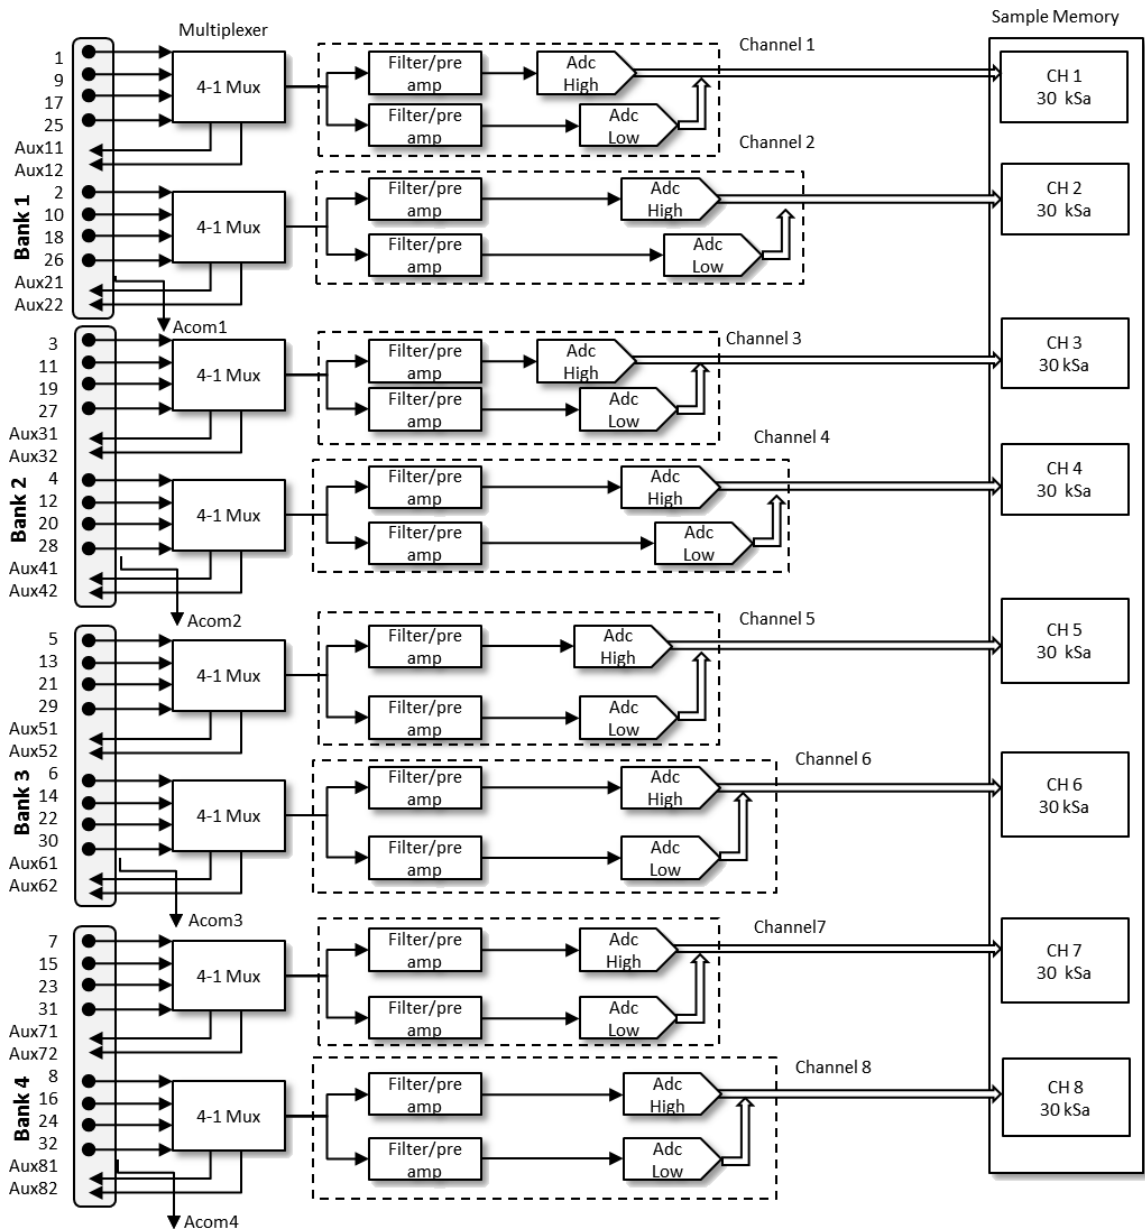 Sample Memory
Multiplexer
Channel 1
1
9
17
25
Aux11
Aux12
4-1 Mux
Filter/pre
amp
Adc
High
Filter/pre
amp
Adc
Low
CH 1
30 kSa
Channel 2
Bank 1
2
10
18
26
Aux21
Aux22
4-1 Mux
Filter/pre
amp
Adc
High
Filter/pre
amp
Adc
Low
CH 2
30 kSa
Acom1
Channel 3
3
11
19
27
Aux31
Aux32
4-1 Mux
Filter/pre
amp
Adc
High
Filter/pre
amp
Adc
Low
CH 3
30 kSa
Channel 4
Bank 2
4
12
20
28
Aux41
Aux42
4-1 Mux
Filter/pre
amp
Adc
High
Filter/pre
amp
Adc
Low
CH 4
30 kSa
Acom2
Channel 5
5
13
21
29
Aux51
Aux52
4-1 Mux
Filter/pre
amp
Adc
High
Filter/pre
amp
Adc
Low
CH 5
30 kSa
Channel 6
Bank 3
6
14
22
30
Aux61
Aux62
4-1 Mux
Filter/pre
amp
Adc
High
Filter/pre
amp
Adc
Low
CH 6
30 kSa
Acom3
Channel7
7
15
23
31
Aux71
Aux72
4-1 Mux
Filter/pre
amp
Adc
High
Filter/pre
amp
Adc
Low
CH 7
30 kSa
Channel 8
Bank 4
8
16
24
32
Aux81
Aux82
4-1 Mux
Filter/pre
amp
Adc
High
Filter/pre
amp
Adc
Low
CH 8
30 kSa
Acom4